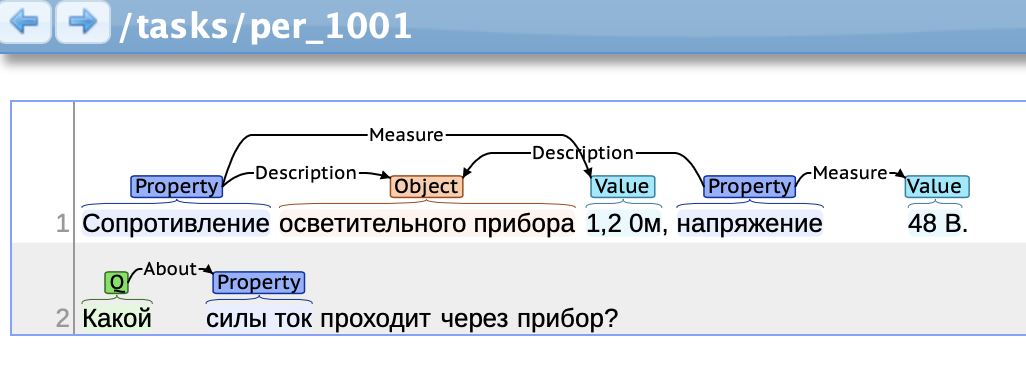 /tasks/per_1001
Measure
Description Description Measure
Property Object Value Property Value
1 Сопротивление осветительного прибора 1,2 0м, напряжение 48 В.
About
Q Property
2 Какой силы ток проходит через прибор?